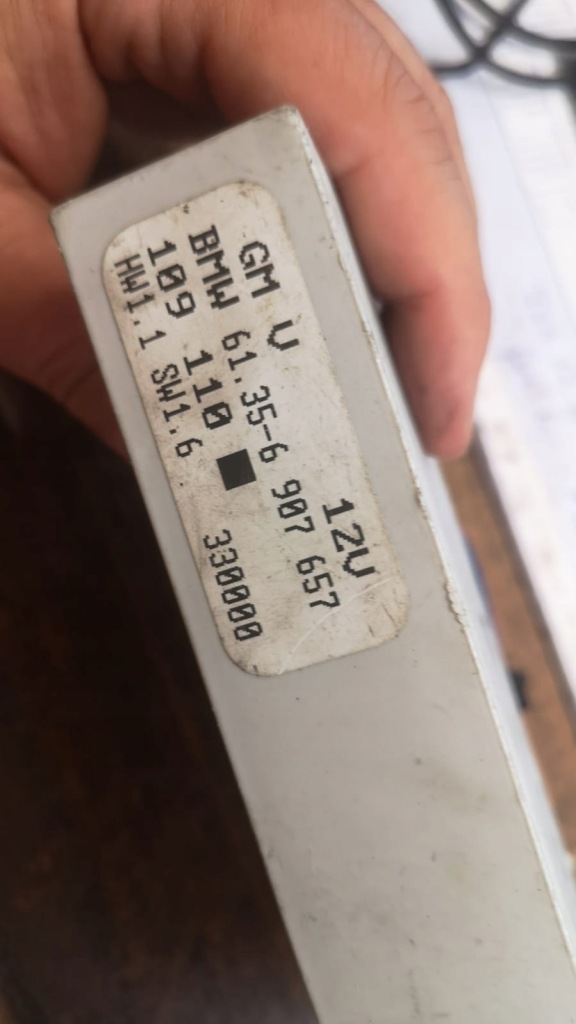 GM V 12V
BMW 61.35-6 907 657
109 110 ■
HW1.1 SW1.6 330000